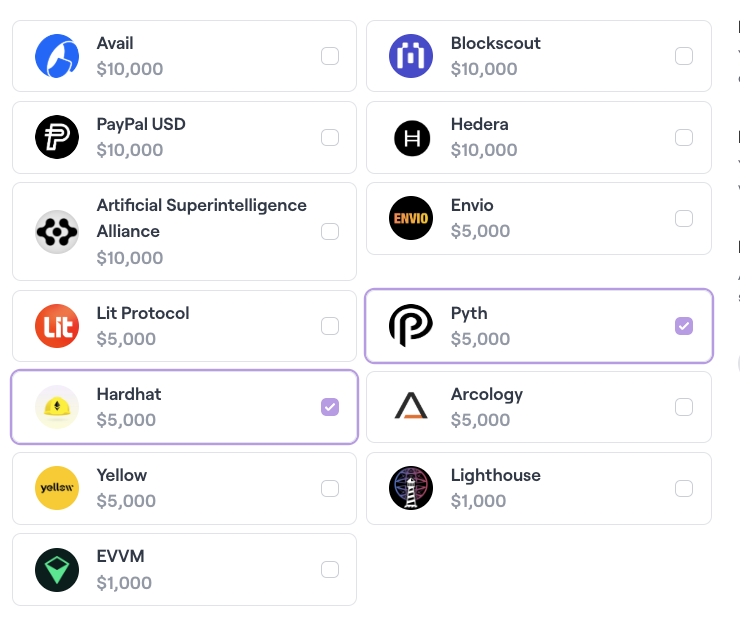 Avail
$10,000
Blockscout
$10,000
PayPal USD
$10,000
Hedera
$10,000
Artificial Superintelligence
Alliance
$10,000
ENVIO
Envio
$5,000
Lit
Lit Protocol
$5,000
Pyth
$5,000
Hardhat
$5,000
Arcology
$5,000
yellow
Yellow
$5,000
Lighthouse
$1,000
EVVM
$1,000